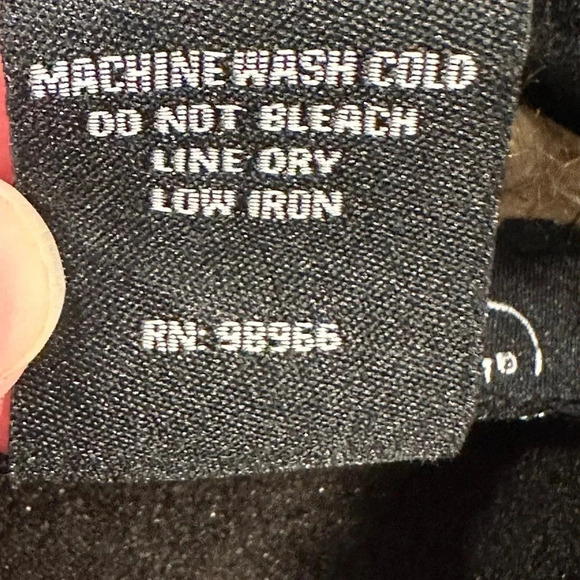 MACHINE WASH COLD
DO NOT BLEACH
LINE DRY
LOW IRON
RN: 98966